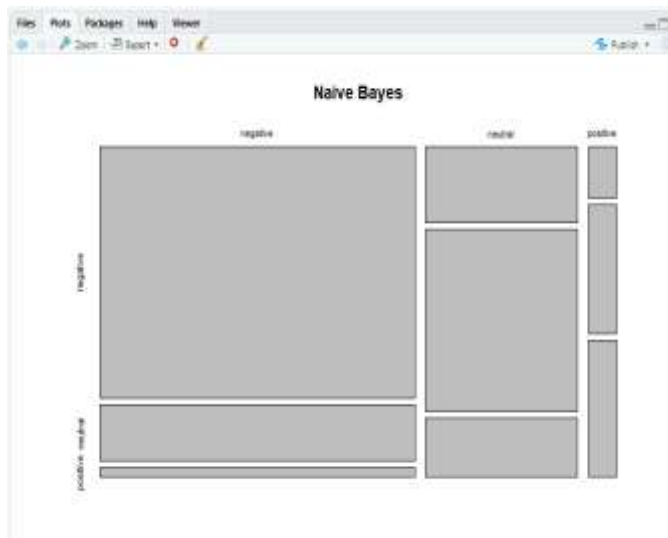 Files Plots Packages Help Viewer
Zoom Export Publish
Naive Bayes
negative neutral positive
negative
neutral
positive